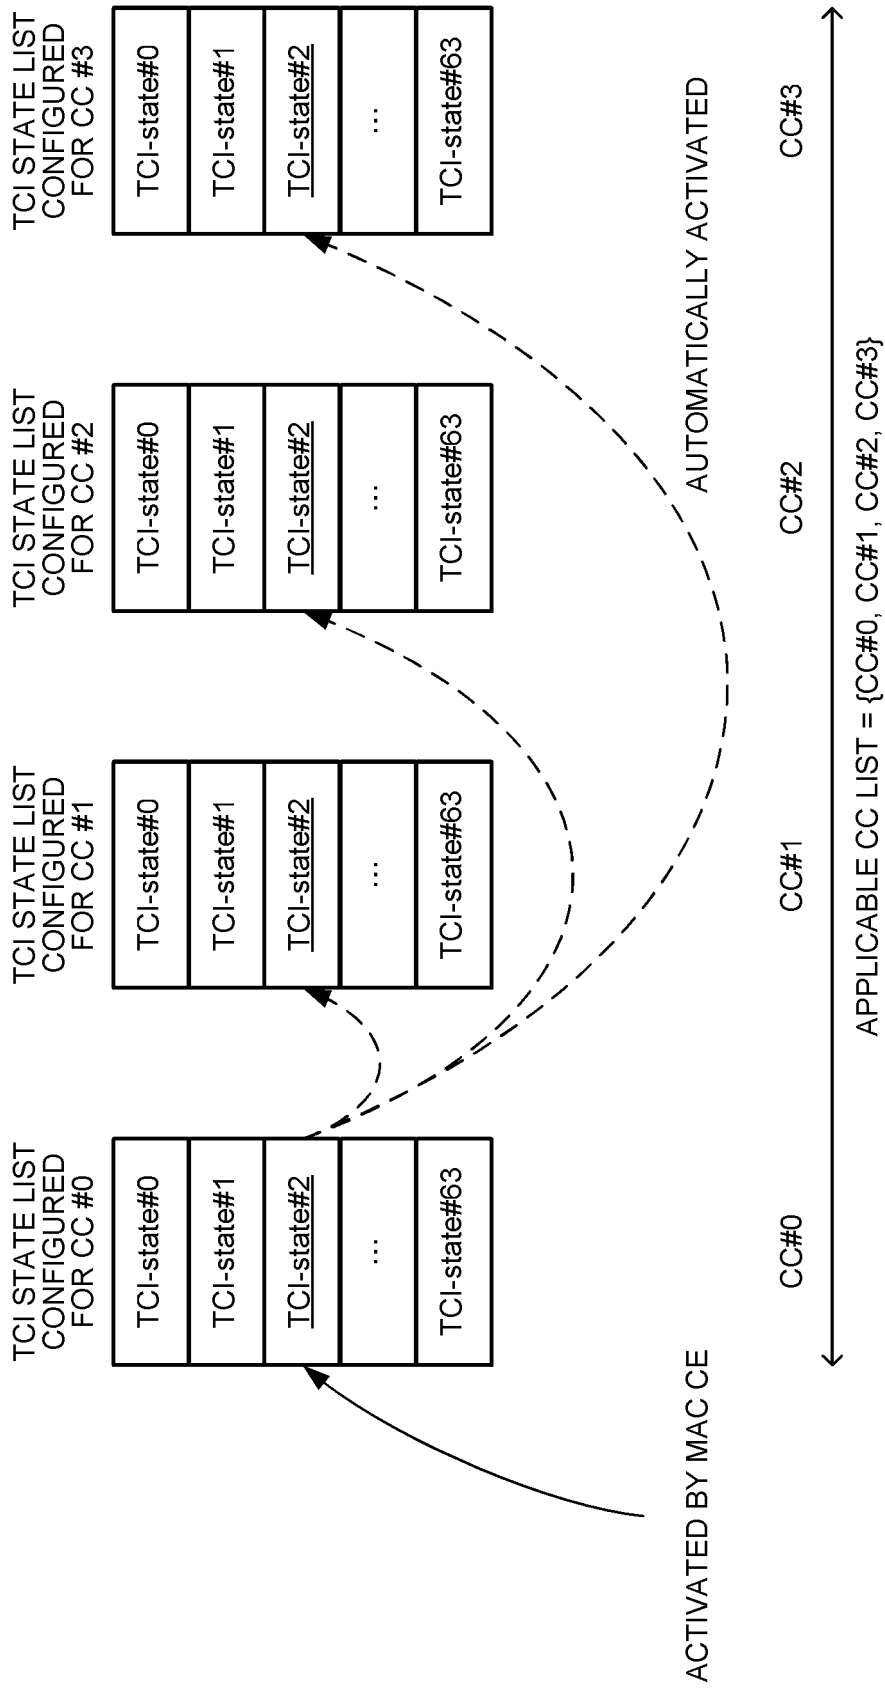 TCI STATE LIST
CONFIGURED
FOR CC #0
TCI-state#0
TCI-state#1
TCI-state#2
...
TCI-state#63
TCI STATE LIST
CONFIGURED
FOR CC #1
TCI-state#0
TCI-state#1
TCI-state#2
...
TCI-state#63
TCI STATE LIST
CONFIGURED
FOR CC #2
TCI-state#0
TCI-state#1
TCI-state#2
...
TCI-state#63
TCI STATE LIST
CONFIGURED
FOR CC #3
TCI-state#0
TCI-state#1
TCI-state#2
...
TCI-state#63
ACTIVATED BY MAC CE
AUTOMATICALLY ACTIVATED
CC#0
CC#1
CC#2
CC#3
APPLICABLE CC LIST = {CC#0, CC#1, CC#2, CC#3}